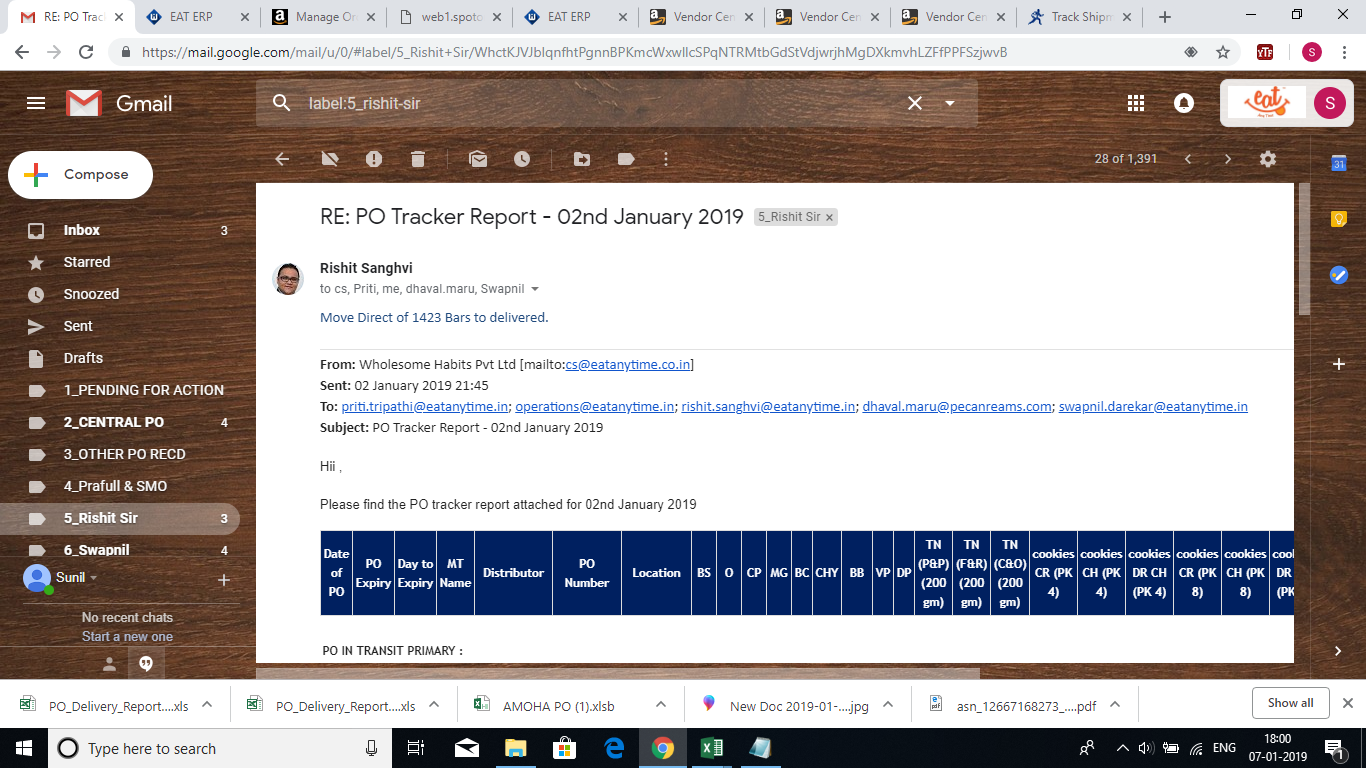 RE: PO Trac
EAT ERP
Manage Or
web1.spoto
EAT ERP
Vendor Cen
Vendor Cen
Vendor Cen
Track Shipm
https://mail.google.com/mail/u/0/#label/5_Rishit+Sir/WhctKJVJblqnfhtPgnnBPKmcWxwllcSPqNTRMtbGdStVdjwrjhMgDXkmvhLZFfPPFSzjwvB
YTF
S
Gmail
label:5_rishit-sir
eat
S
Compose
28 of 1,391
31
Inbox 3
Starred
Snoozed
Sent
Drafts
1_PENDING FOR ACTION
2_CENTRAL PO 4
3_OTHER PO RECD
4_Prafull & SMO
5_Rishit Sir 3
6_Swapnil 4
Sunil
No recent chats
Start a new one
RE: PO Tracker Report - 02nd January 2019 5_Rishit Sir x
Rishit Sanghvi
to cs, Priti, me, dhaval.maru, Swapnil
Move Direct of 1423 Bars to delivered.
From: Wholesome Habits Pvt Ltd [mailto:cs@eatanytime.co.in]
Sent: 02 January 2019 21:45
To: priti.tripathi@eatanytime.in; operations@eatanytime.in; rishit.sanghvi@eatanytime.in; dhaval.maru@pecanreams.com; swapnil.darekar@eatanytime.in
Subject: PO Tracker Report - 02nd January 2019
Hii ,
Please find the PO tracker report attached for 02nd January 2019
Date of PO
PO Expiry
Day to Expiry
MT Name
Distributor
PO Number
Location
BS
O
CP
MG
BC
CHY
BB
VP
DP
TN (P&P) (200 gm)
TN (F&R) (200 gm)
TN (C&O) (200 gm)
cookies CR (PK 4)
cookies CH (PK 4)
cookies DR CH (PK 4)
cookies CR (PK 8)
cookies CH (PK 8)
cool DR (PK
PO IN TRANSIT PRIMARY :
PO_Delivery_Report....xls
PO_Delivery_Report....xls
AMOHA PO (1).xlsb
New Doc 2019-01-....jpg
asn_12667168273_....pdf
Show all
Type here to search
ENG
18:00
07-01-2019
1